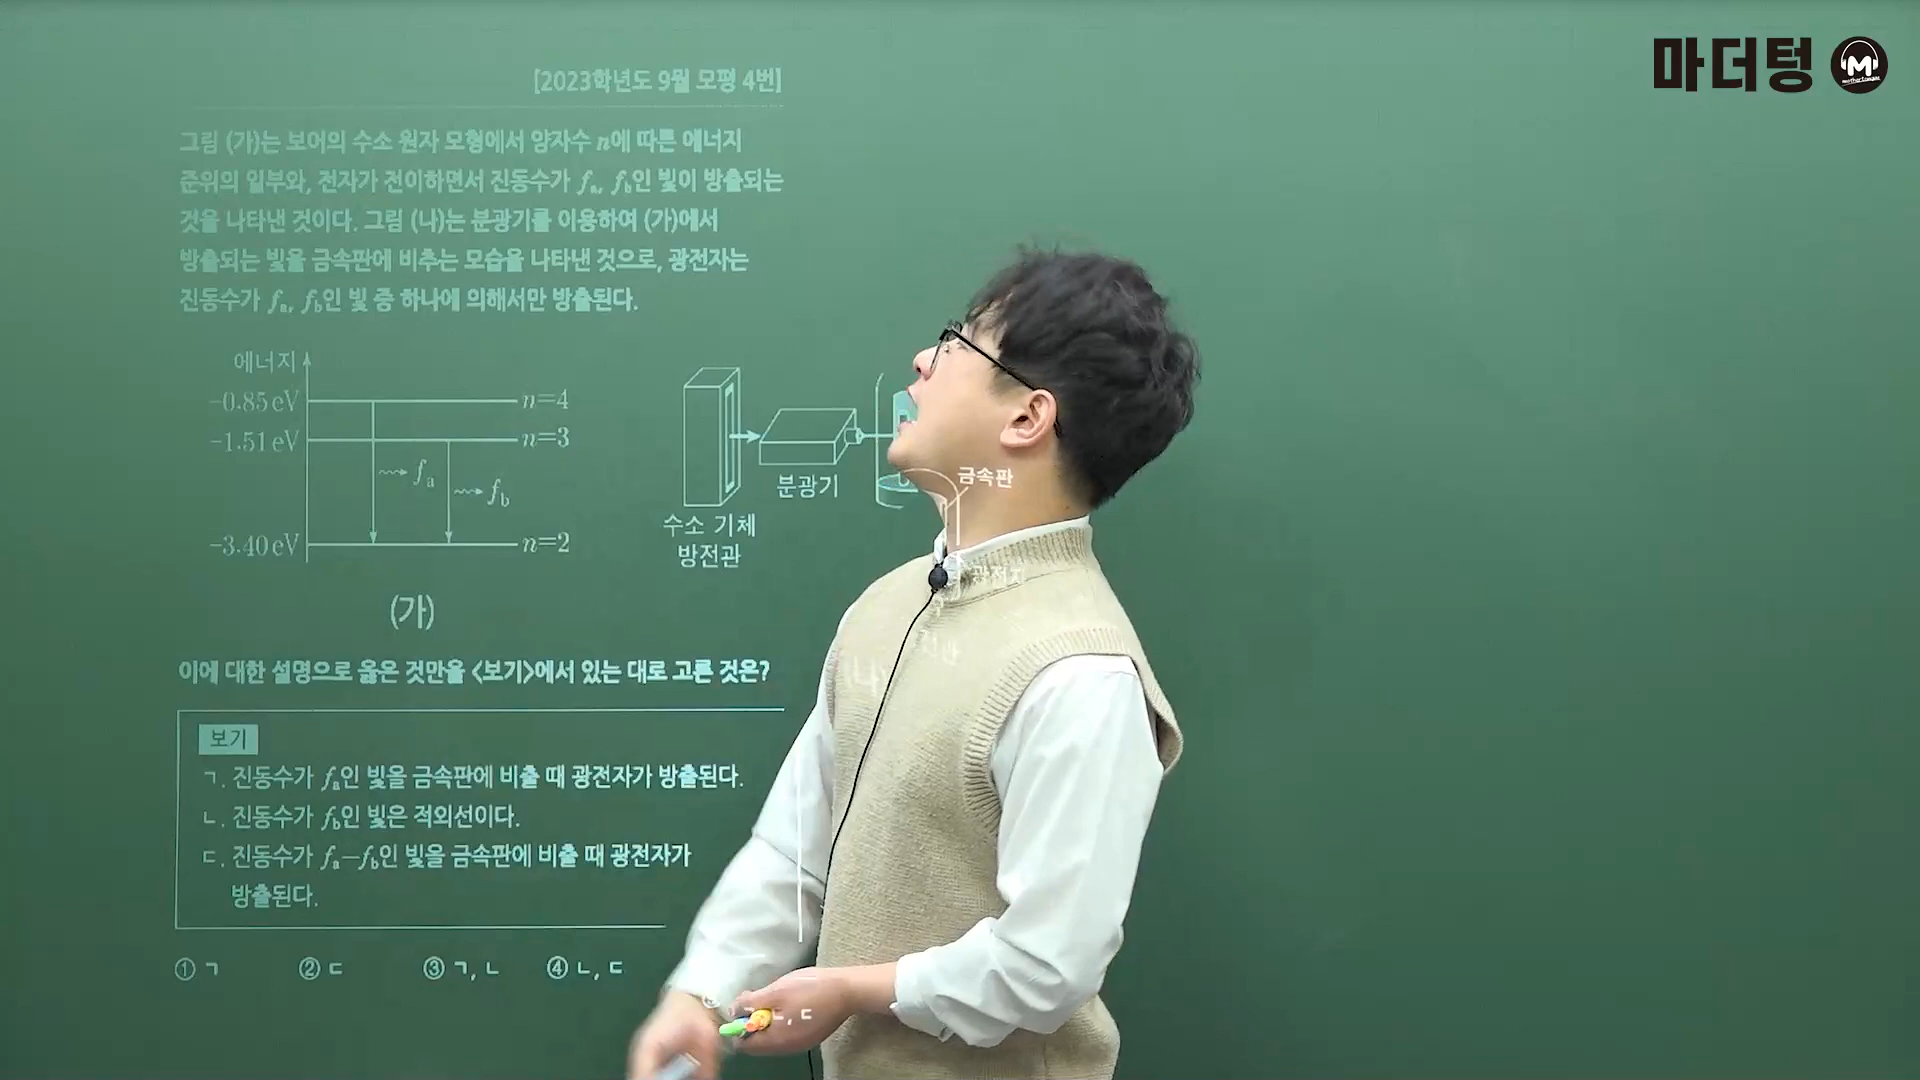 마더텅
[2023학년도 9월 모평 4번]
그림 (가)는 보어의 수소 원자 모형에서 양자수 n에 따른 에너지
준위의 일부와, 전자가 전이하면서 진동수가 fa, fb인 빛이 방출되는
것을 나타낸 것이다. 그림 (나)는 분광기를 이용하여 (가)에서
방출되는 빛을 금속판에 비추는 모습을 나타낸 것으로, 광전자는
진동수가 fa, fb인 빛 중 하나에 의해서만 방출된다.
에너지
-0.85 eV
n=4
-1.51 eV
n=3
fa
fb
-3.40 eV
n=2
(가)
수소 기체
방전관
분광기
금속판
광전자
(나)
이에 대한 설명으로 옳은 것만을 <보기>에서 있는 대로 고른 것은?
보기
ㄱ. 진동수가 fa인 빛을 금속판에 비출 때 광전자가 방출된다.
ㄴ. 진동수가 fb인 빛은 적외선이다.
ㄷ. 진동수가 fa-fb인 빛을 금속판에 비출 때 광전자가
방출된다.
① ㄱ ② ㄷ ③ ㄱ, ㄴ ④ ㄴ, ㄷ
ㄷ